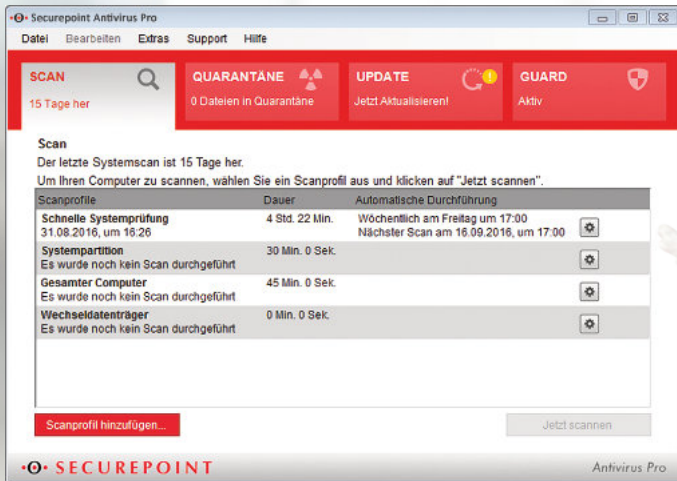 Securepoint Antivirus Pro
Datei Bearbeiten Extras Support Hilfe
SCAN
15 Tage her
QUARANTÄNE
0 Dateien in Quarantäne
UPDATE
Jetzt Aktualisieren!
GUARD
Aktiv
Scan
Der letzte Systemscan ist 15 Tage her.
Um Ihren Computer zu scannen, wählen Sie ein Scanprofil aus und klicken auf "Jetzt scannen".
Scanprofile Dauer Automatische Durchführung
Schnelle Systemprüfung 4 Std. 22 Min. Wöchentlich am Freitag um 17:00
31.08.2016, um 16:26 Nächster Scan am 16.09.2016, um 17:00
Systempartition 30 Min. 0 Sek.
Es wurde noch kein Scan durchgeführt
Gesamter Computer 45 Min. 0 Sek.
Es wurde noch kein Scan durchgeführt
Wechseldatenträger 0 Min. 0 Sek.
Es wurde noch kein Scan durchgeführt
Scanprofil hinzufügen... Jetzt scannen
SECUREPOINT Antivirus Pro